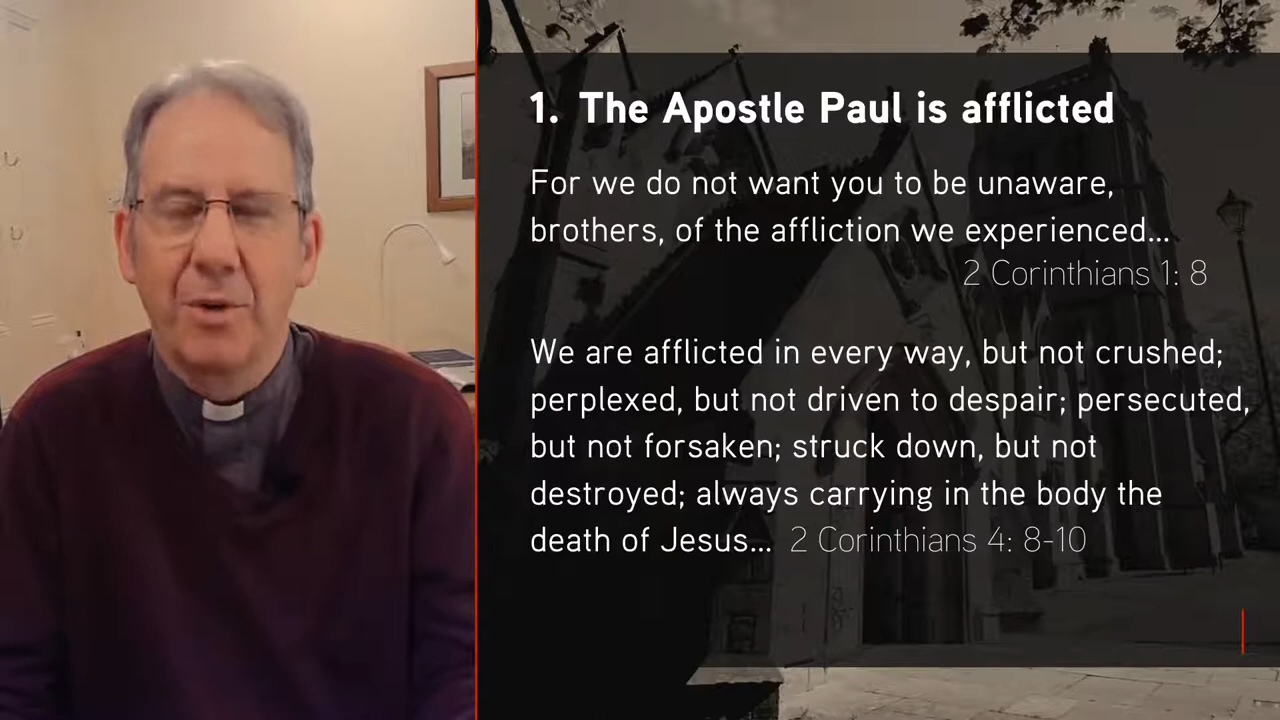 1. The Apostle Paul is afflicted
For we do not want you to be unaware,
brothers, of the affliction we experienced...
2 Corinthians 1: 8
We are afflicted in every way, but not crushed;
perplexed, but not driven to despair; persecuted,
but not forsaken; struck down, but not
destroyed; always carrying in the body the
death of Jesus... 2 Corinthians 4: 8-10